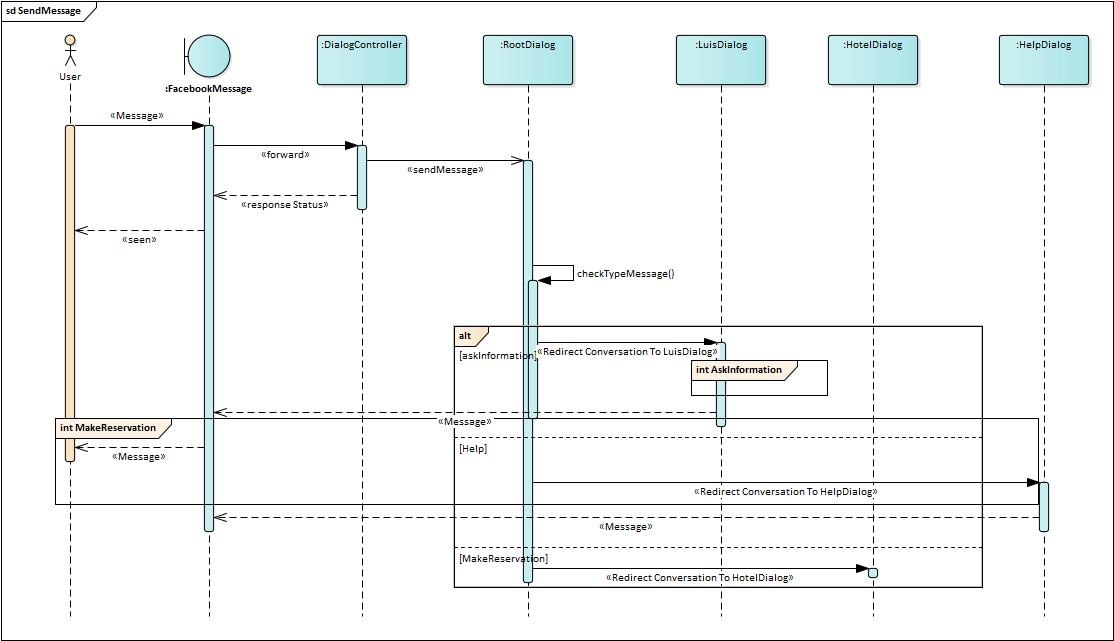 sd SendMessage
User
:FacebookMessage
:DialogController
:RootDialog
:LuisDialog
:HotelDialog
:HelpDialog
«Message»
«forward»
«sendMessage»
«response Status»
«seen»
checkTypeMessage()
alt
[askInformation]
«Redirect Conversation To LuisDialog»
int AskInformation
«Message»
int MakeReservation
«Message»
[Help]
«Redirect Conversation To HelpDialog»
«Message»
[MakeReservation]
«Redirect Conversation To HotelDialog»